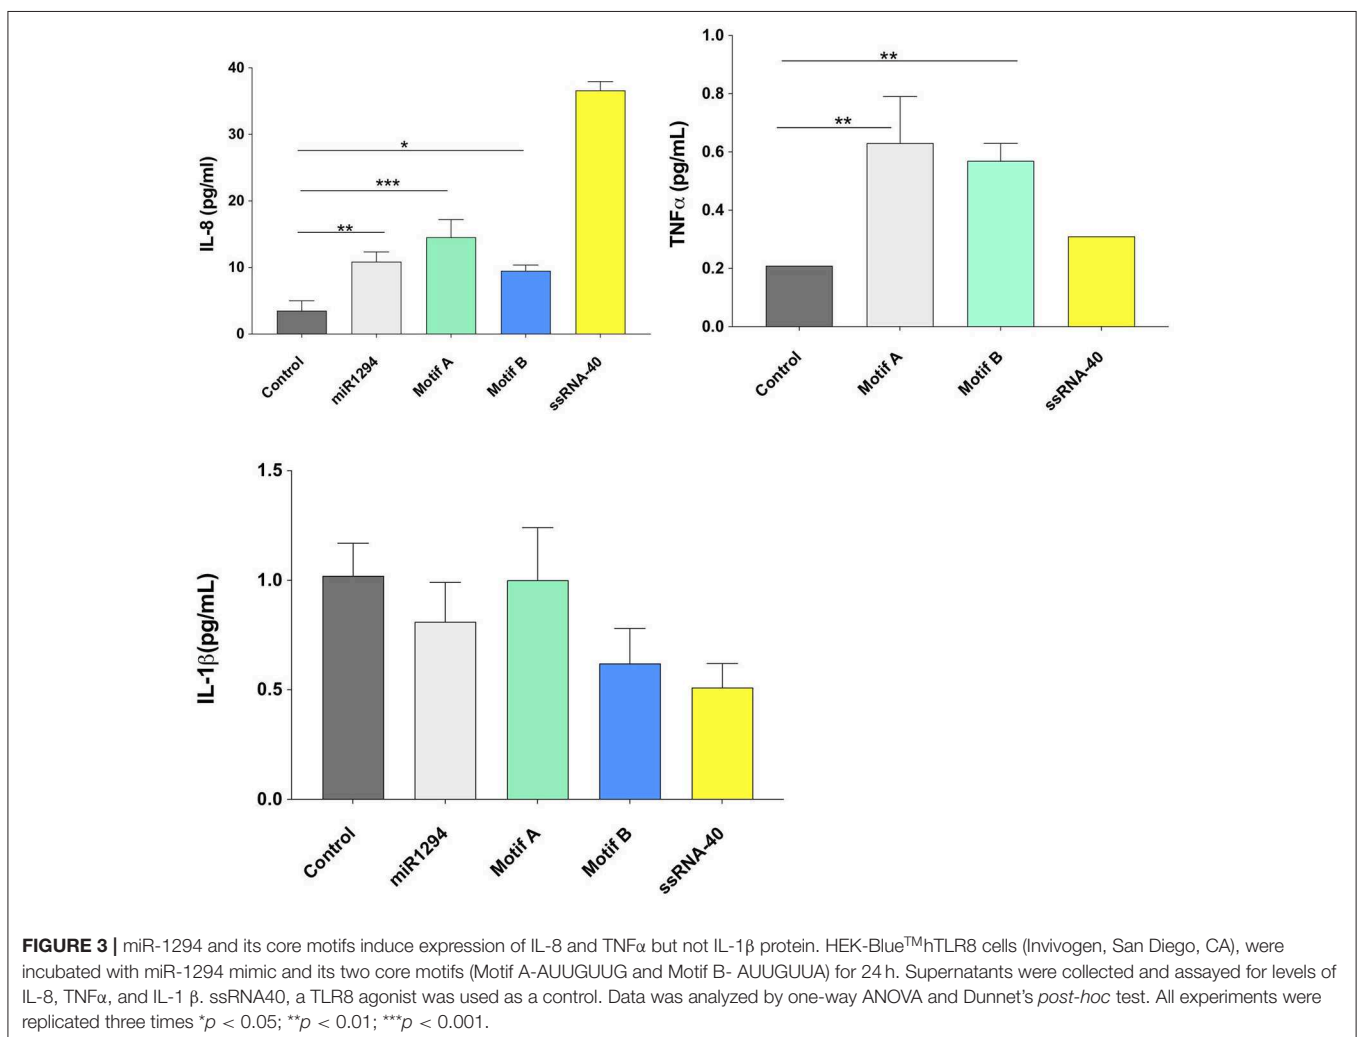 40
30
20
10
0
IL-8 (pg/ml)
*
***
**
Control
miR1294
Motif A
Motif B
ssRNA-40
1.0
0.8
0.6
0.4
0.2
0.0
TNFα (pg/mL)
**
**
Control
Motif A
Motif B
ssRNA-40
1.5
1.0
0.5
0.0
IL-1β(pg/mL)
Control
miR1294
Motif A
Motif B
ssRNA-40
FIGURE 3 | miR-1294 and its core motifs induce expression of IL-8 and TNFα but not IL-1β protein. HEK-Blue™hTLR8 cells (Invivogen, San Diego, CA), were
incubated with miR-1294 mimic and its two core motifs (Motif A-AUUGUUG and Motif B- AUUGUUA) for 24 h. Supernatants were collected and assayed for levels of
IL-8, TNFα, and IL-1 β. ssRNA40, a TLR8 agonist was used as a control. Data was analyzed by one-way ANOVA and Dunnet's post-hoc test. All experiments were
replicated three times *p < 0.05; **p < 0.01; ***p < 0.001.